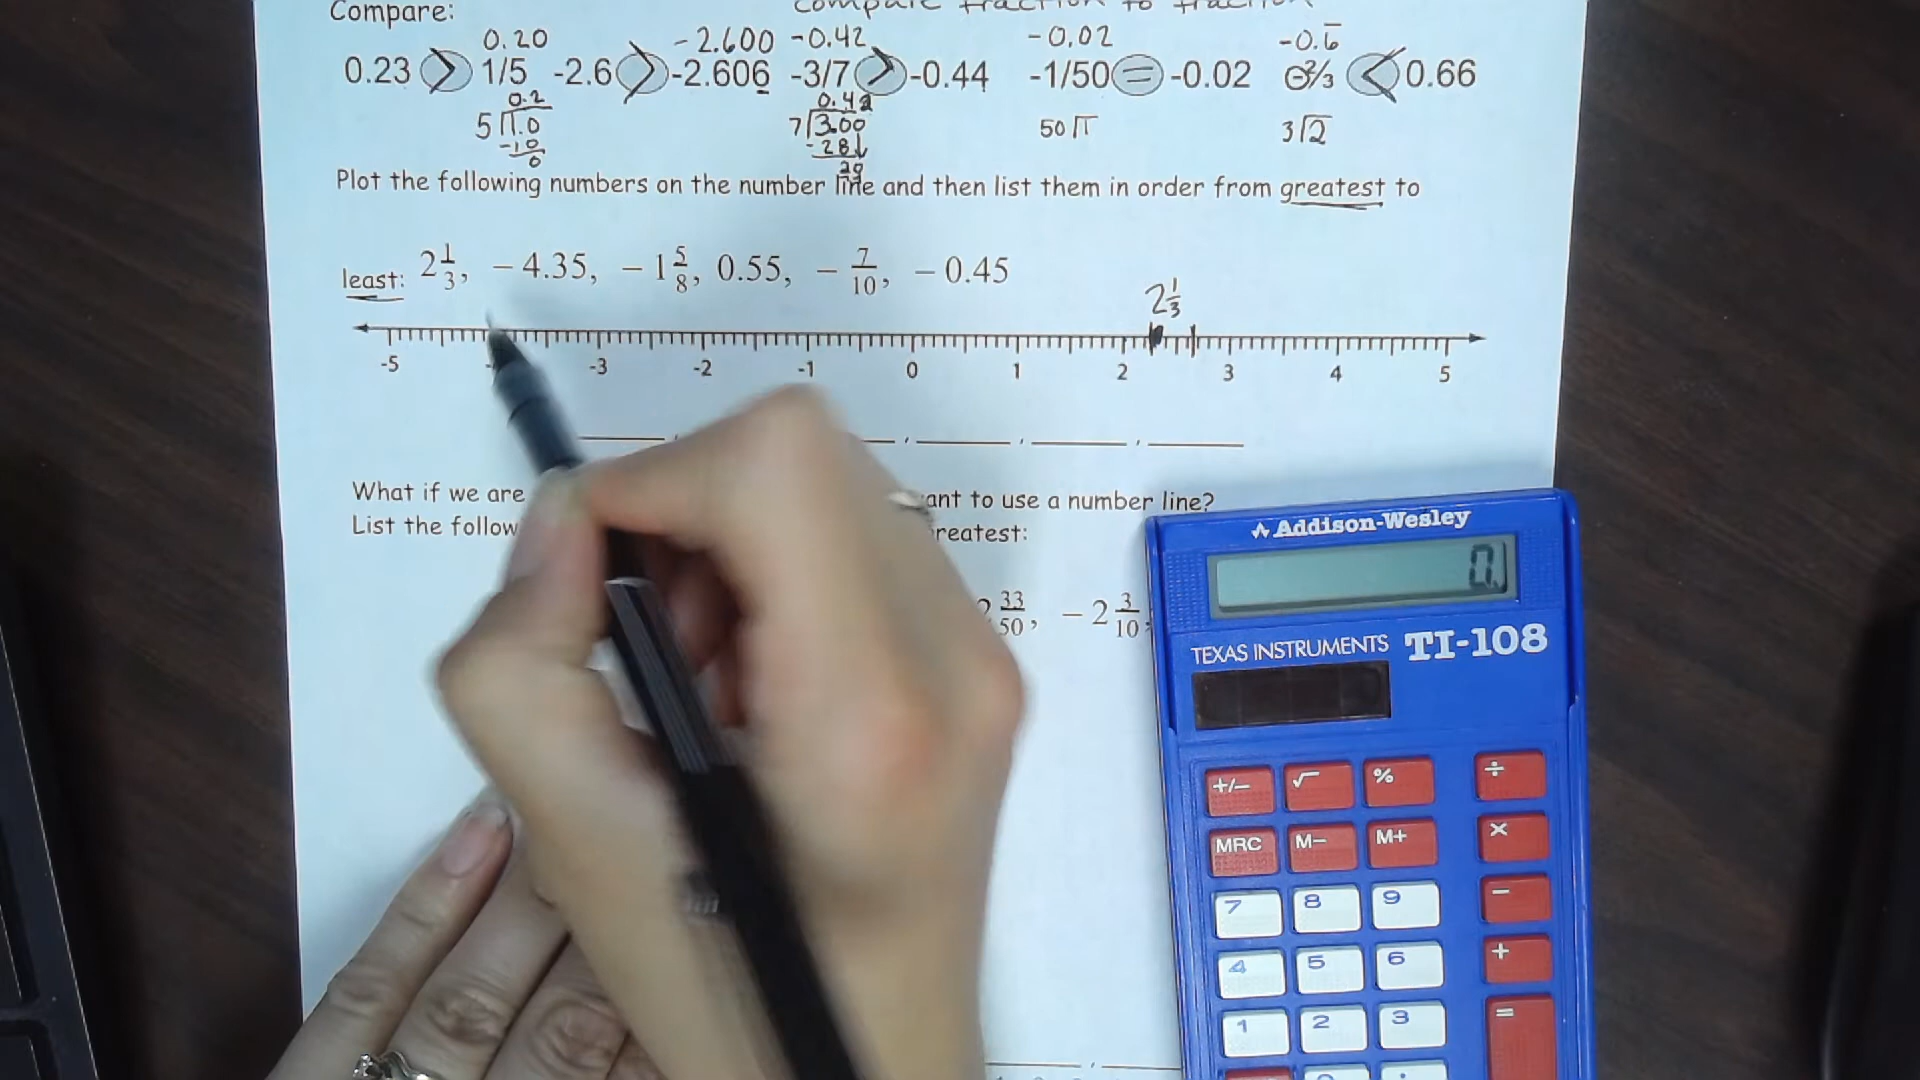 Compare: compare fraction to fraction
0.20 -2.600 -0.42 -0.02 -0.6̅
0.23 > 1/5 -2.6 > -2.606 -3/7 > -0.44 -1/50 = -0.02 -2/3 < 0.66
0.2 0.42
5√1.0 7√3.00 50√1 3√2
-10 -28↓
0 20
Plot the following numbers on the number line and then list them in order from greatest to
least: 2 1/3, -4.35, -1 5/8, 0.55, -7/10, -0.45
2 1/3
-5 -3 -2 -1 0 1 2 3 4 5
What if we are ant to use a number line?
List the follow reatest:
33/50, -2 3/10,
Addison-Wesley
0.
TEXAS INSTRUMENTS TI-108
+/- √ % ÷
MRC M- M+ ×
7 8 9 -
4 5 6 +
1 2 3 =